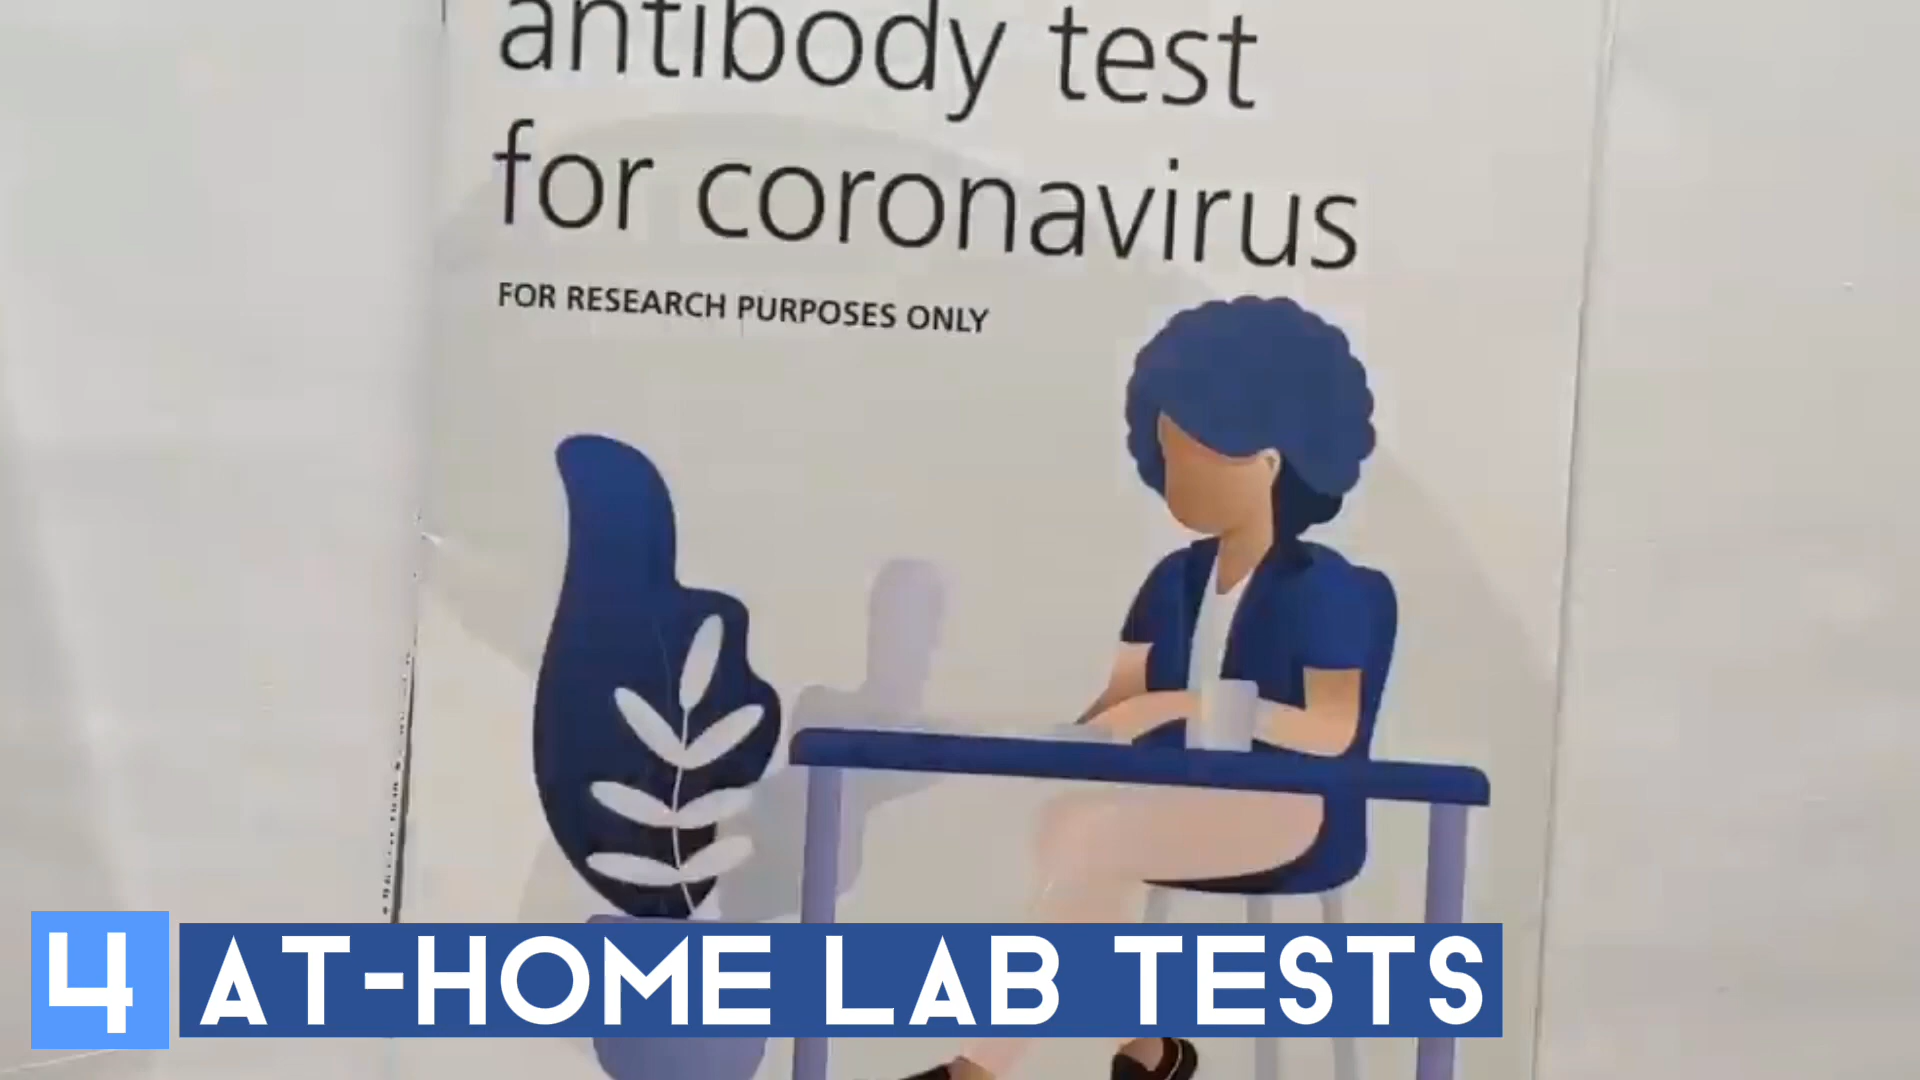 antibody test
for coronavirus
FOR RESEARCH PURPOSES ONLY
4 AT-HOME LAB TESTS